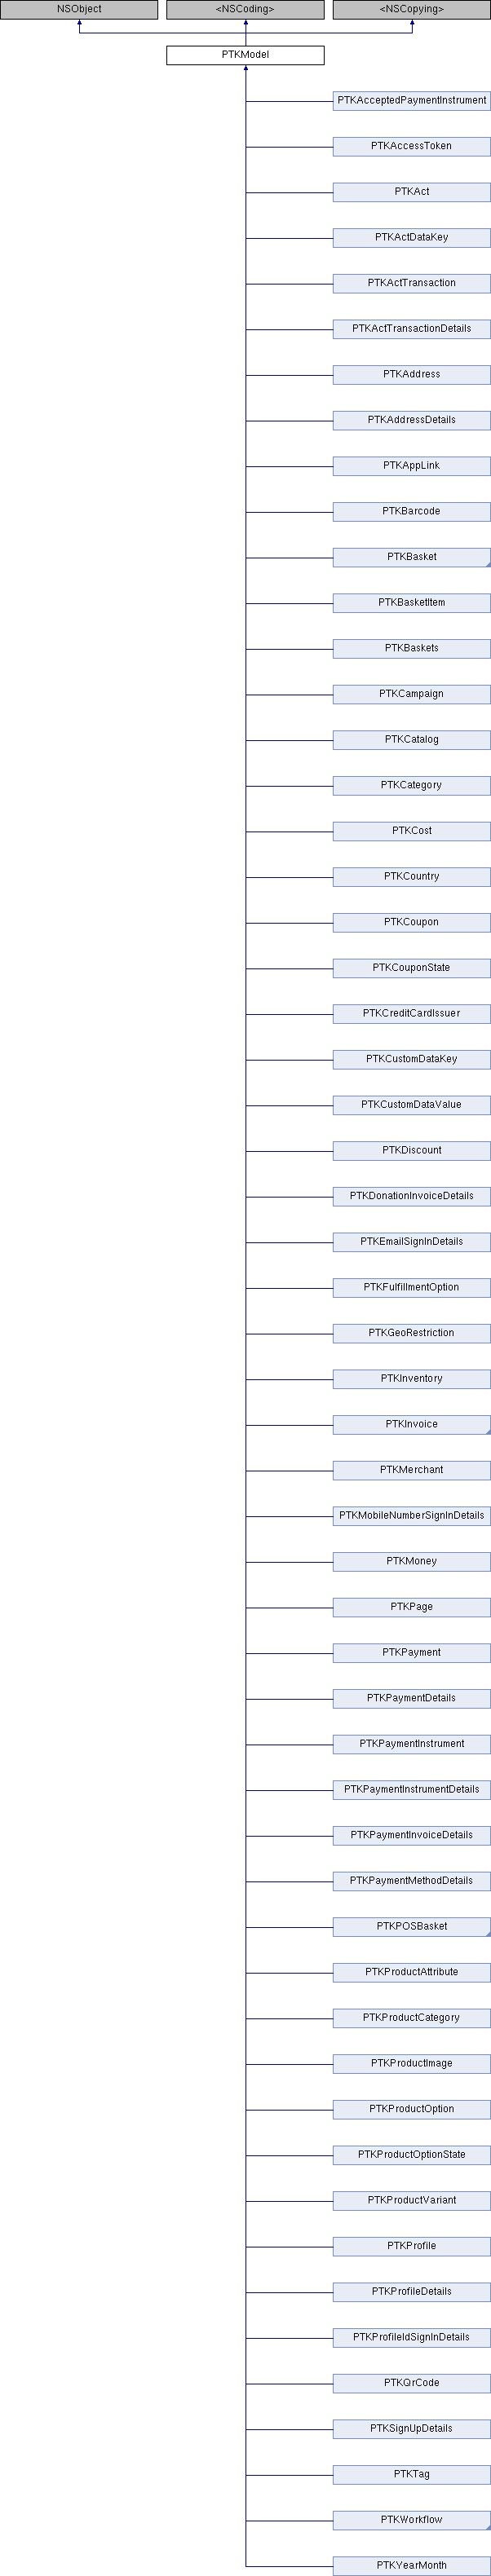 NSObject
<NSCoding>
<NSCopying>
PTKModel
PTKAcceptedPaymentInstrument
PTKAccessToken
PTKAct
PTKActDataKey
PTKActTransaction
PTKActTransactionDetails
PTKAddress
PTKAddressDetails
PTKAppLink
PTKBarcode
PTKBasket
PTKBasketItem
PTKBaskets
PTKCampaign
PTKCatalog
PTKCategory
PTKCost
PTKCountry
PTKCoupon
PTKCouponState
PTKCreditCardIssuer
PTKCustomDataKey
PTKCustomDataValue
PTKDiscount
PTKDonationInvoiceDetails
PTKEmailSignInDetails
PTKFulfillmentOption
PTKGeoRestriction
PTKInventory
PTKInvoice
PTKMerchant
PTKMobileNumberSignInDetails
PTKMoney
PTKPage
PTKPayment
PTKPaymentDetails
PTKPaymentInstrument
PTKPaymentInstrumentDetails
PTKPaymentInvoiceDetails
PTKPaymentMethodDetails
PTKPOSBasket
PTKProductAttribute
PTKProductCategory
PTKProductImage
PTKProductOption
PTKProductOptionState
PTKProductVariant
PTKProfile
PTKProfileDetails
PTKProfileIdSignInDetails
PTKQrCode
PTKSignUpDetails
PTKTag
PTKWorkflow
PTKYearMonth